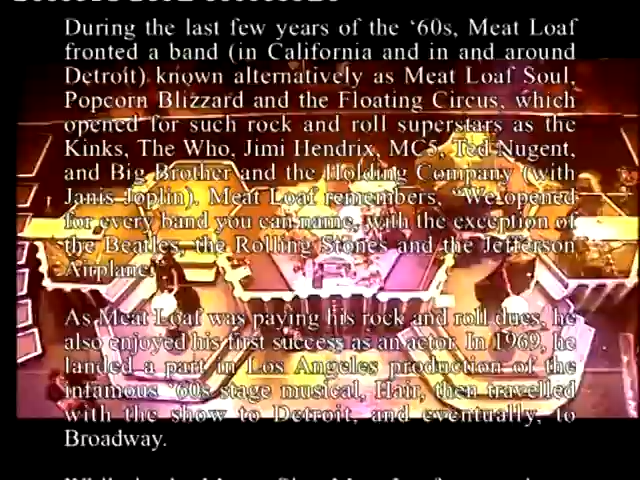 During the last few years of the ‘60s, Meat Loaf
fronted a band (in California and in and around
Detroit) known alternatively as Meat Loaf Soul,
Popcorn Blizzard and the Floating Circus, which
opened for such rock and roll superstars as the
Kinks, The Who, Jimi Hendrix, MC5, Ted Nugent,
and Big Brother and the Holding Company (with
Janis Joplin). Meat Loaf remembers, “We opened
for every band you can name, with the exception of
the Beatles, the Rolling Stones and the Jefferson
Airplane.
As Meat Loaf was paying his rock and roll dues, he
also enjoyed his first success as an actor. In 1969, he
landed a part in Los Angeles production of the
infamous ‘60s stage musical, Hair, then travelled
with the show to Detroit, and eventually, to
Broadway.